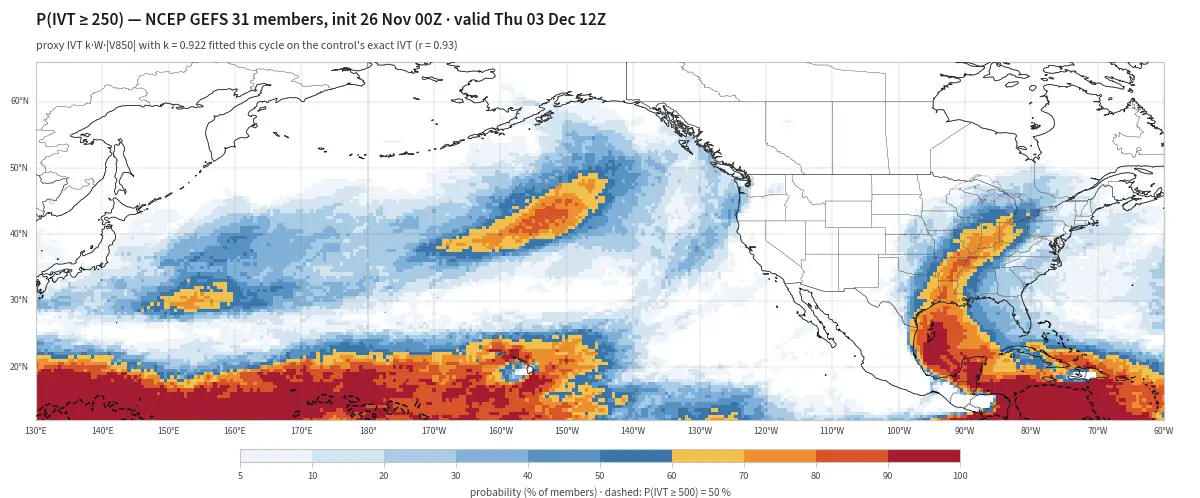 P(IVT ≥ 250) — NCEP GEFS 31 members, init 26 Nov 00Z · valid Thu 03 Dec 12Z
proxy IVT k·W·|V850| with k = 0.922 fitted this cycle on the control's exact IVT (r = 0.93)
60°N
50°N
40°N
30°N
20°N
130°E 140°E 150°E 160°E 170°E 180° 170°W 160°W 150°W 140°W 130°W 120°W 110°W 100°W 90°W 80°W 70°W 60°W
5 10 20 30 40 50 60 70 80 90 100
probability (% of members) · dashed: P(IVT ≥ 500) = 50 %